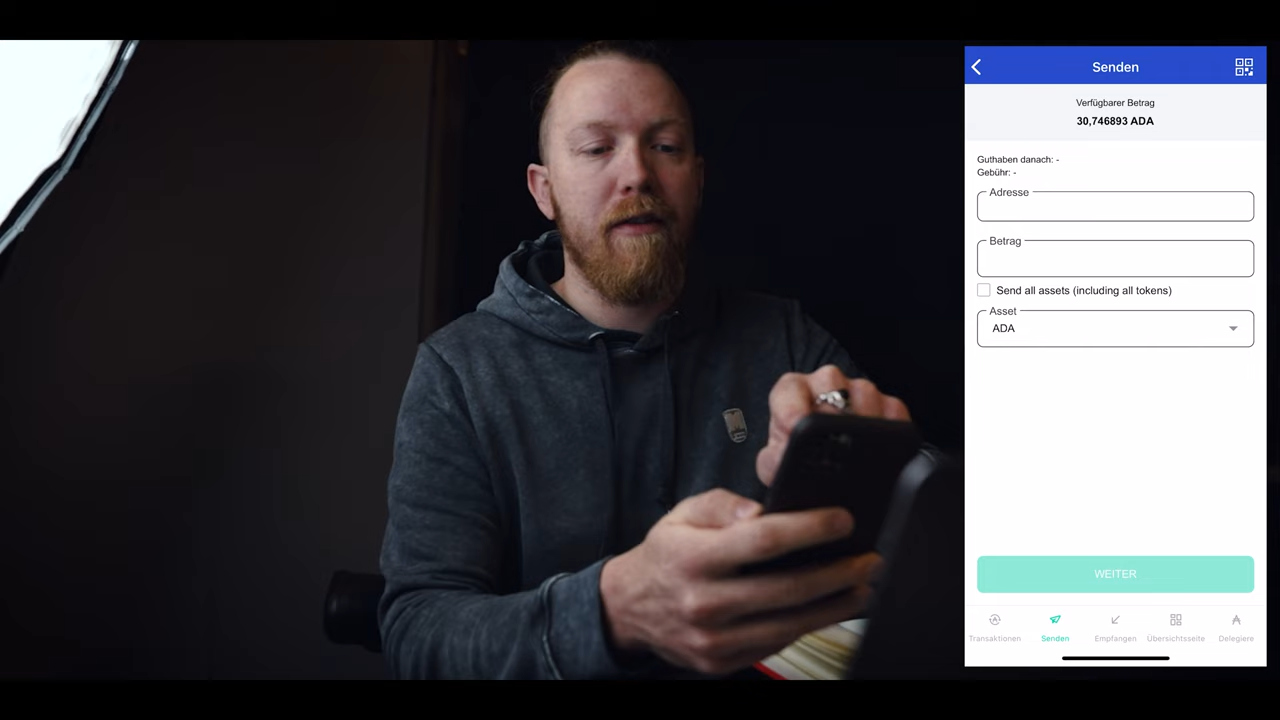 Senden
Verfügbarer Betrag
30,746893 ADA
Guthaben danach: -
Gebühr: -
Adresse
Betrag
Send all assets (including all tokens)
Asset
ADA
WEITER
Transaktionen
Senden
Empfangen
Übersichtsseite
Delegiere